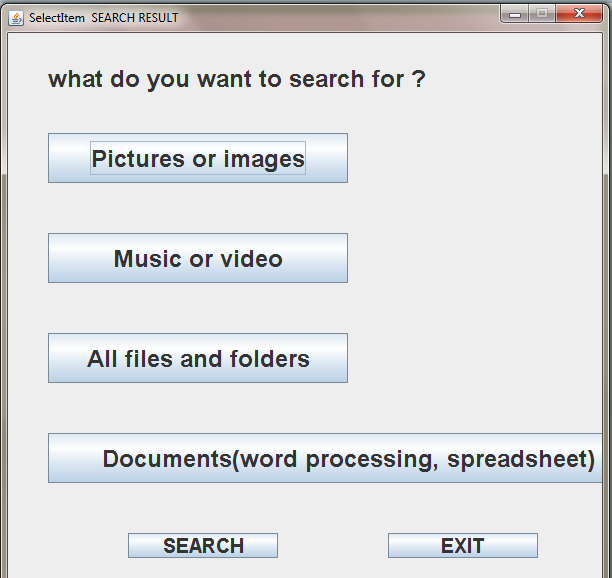 SelectItem SEARCH RESULT
what do you want to search for ?
Pictures or images
Music or video
All files and folders
Documents(word processing, spreadsheet)
SEARCH EXIT